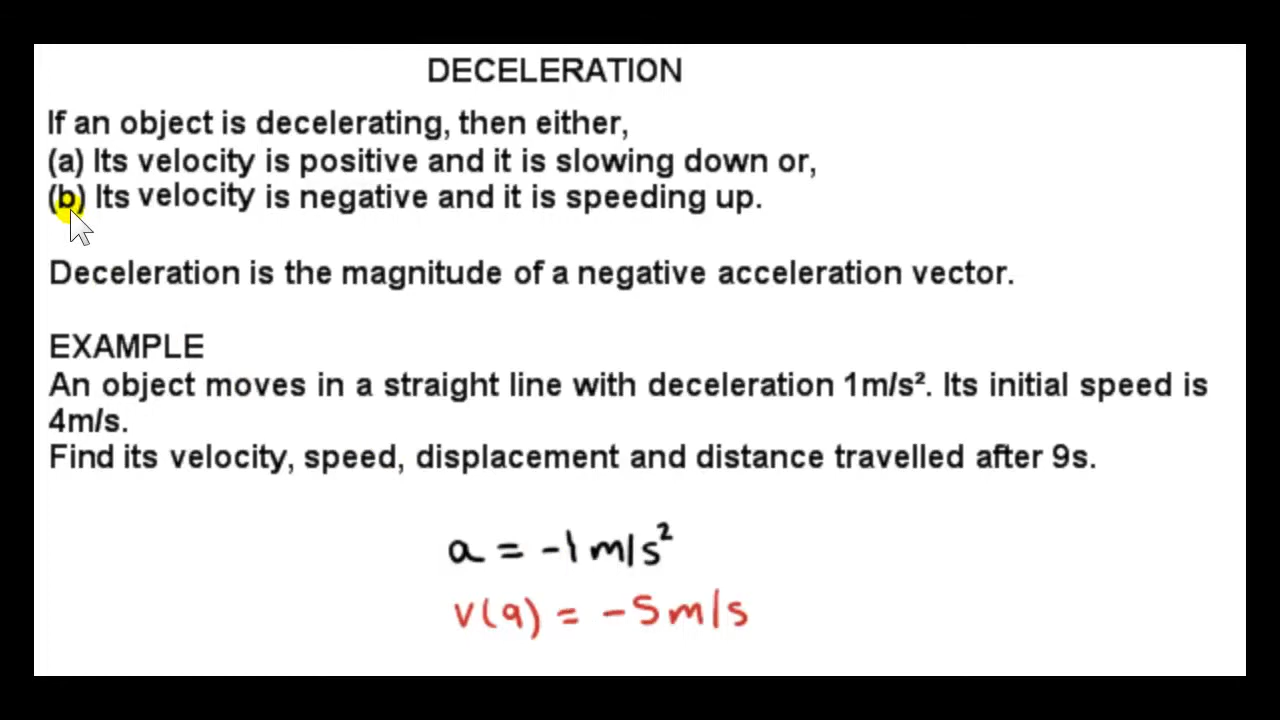 DECELERATION
If an object is decelerating, then either,
(a) Its velocity is positive and it is slowing down or,
(b) Its velocity is negative and it is speeding up.
Deceleration is the magnitude of a negative acceleration vector.
EXAMPLE
An object moves in a straight line with deceleration 1m/s². Its initial speed is
4m/s.
Find its velocity, speed, displacement and distance travelled after 9s.
a = -1 m/s²
v(9) = -5m/s